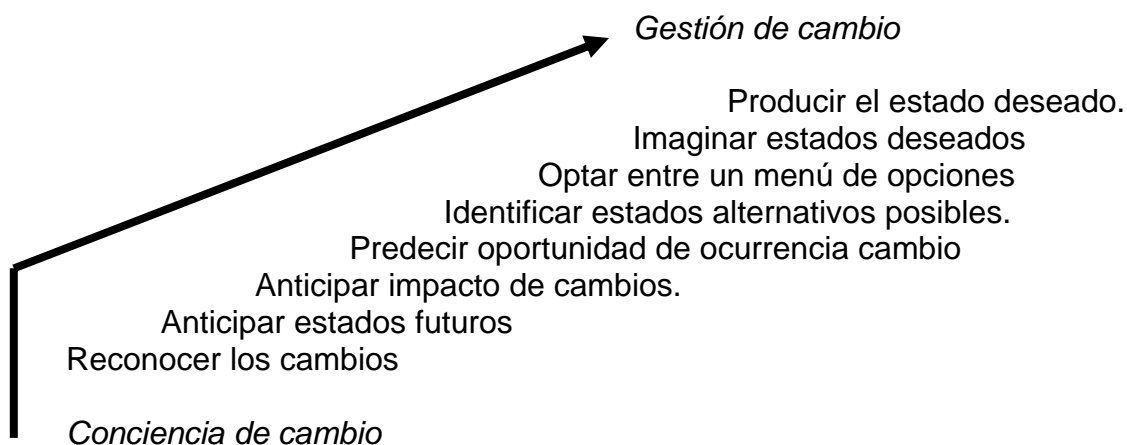 Gestión de cambio
Producir el estado deseado.
Imaginar estados deseados
Optar entre un menú de opciones
Identificar estados alternativos posibles.
Predecir oportunidad de ocurrencia cambio
Anticipar impacto de cambios.
Anticipar estados futuros
Reconocer los cambios
Conciencia de cambio